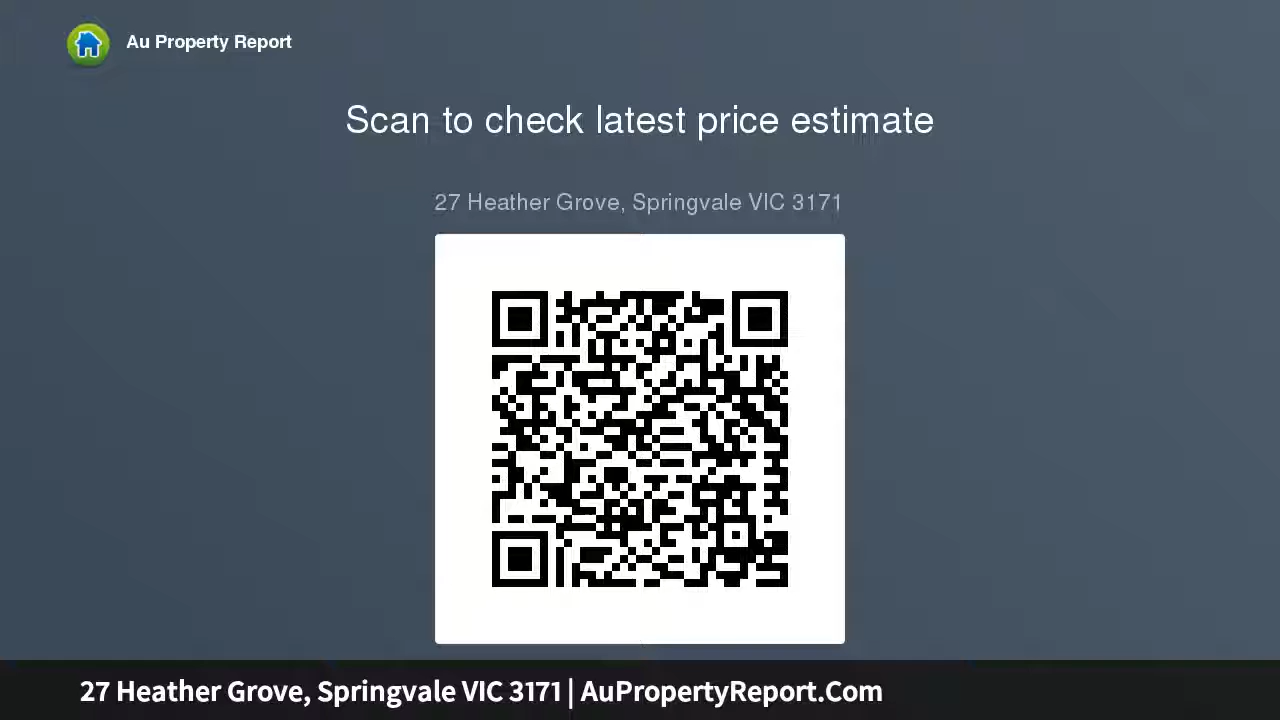 Au Property Report
Scan to check latest price estimate
27 Heather Grove, Springvale VIC 3171
27 Heather Grove, Springvale VIC 3171 | AuPropertyReport.Com